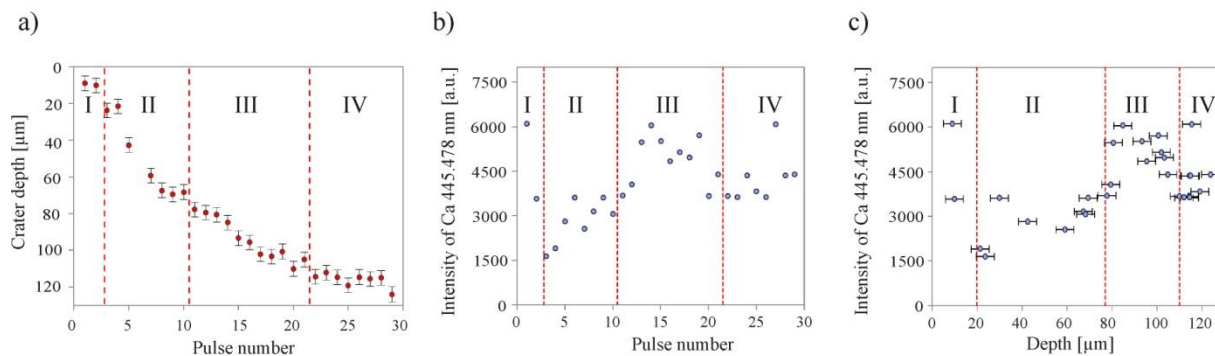 a)
Crater depth [µm]
0
20
40
60
80
100
120
I
II
III
IV
0
5
10
15
20
25
30
Pulse number
b)
Intensity of Ca 445.478 nm [a.u.]
7500
6000
4500
3000
1500
0
I
II
III
IV
0
5
10
15
20
25
30
Pulse number
c)
Intensity of Ca 445.478 nm [a.u.]
7500
6000
4500
3000
1500
0
I
II
III
IV
0
20
40
60
80
100
120
Depth [µm]